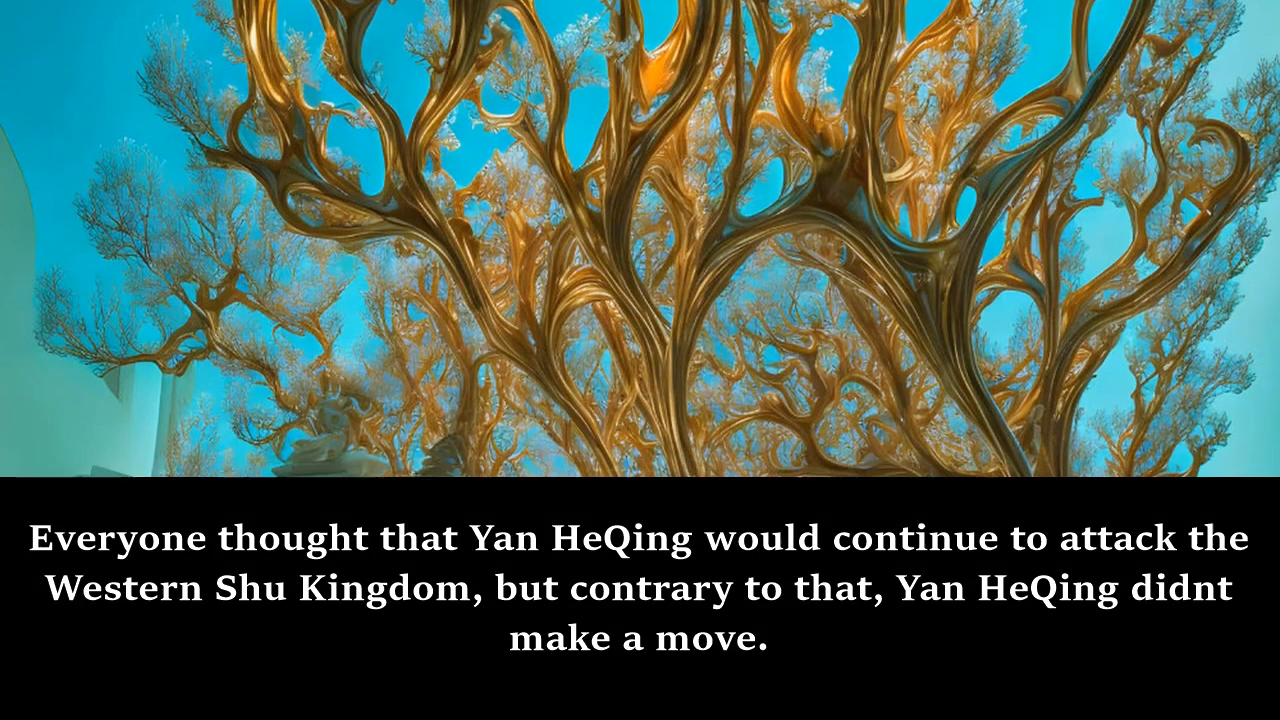 Everyone thought that Yan HeQing would continue to attack the
Western Shu Kingdom, but contrary to that, Yan HeQing didnt
make a move.